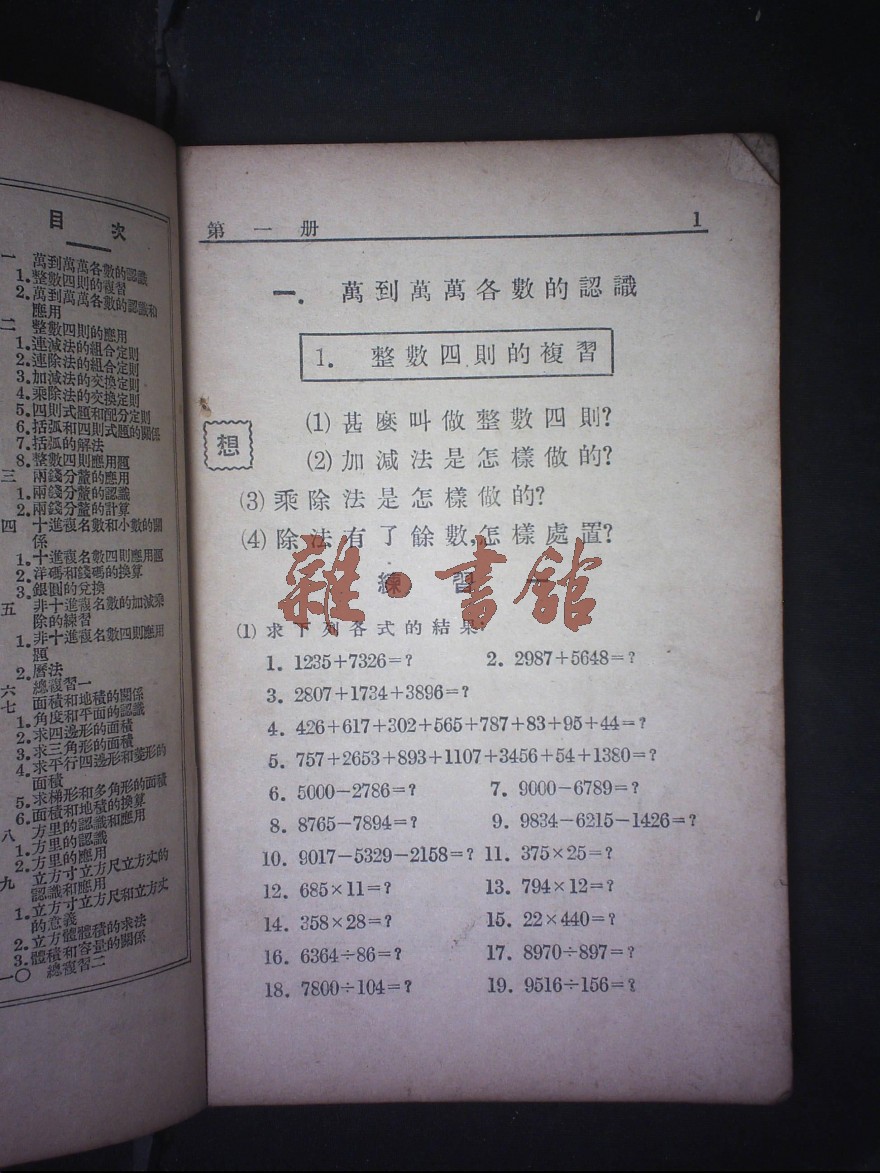 目次
一 萬到萬萬各數的認識
1.整數四則的複習
2.萬到萬萬各數的認識和
應用
二 整數四則的應用
1.連減法的組合定則
2.連除法的組合定則
3.加減法的交換定則
4.乘除法的交換定則
5.四則式題和配分定則
6.括弧和四則式題的關係
7.括弧的解法
8.整數四則應用題
三 兩錢分釐的應用
1.兩錢分釐的認識
2.兩錢分釐的計算
四 十進複名數和小數的關
係
1.十進複名數四則應用題
2.洋碼和錢碼的換算
3.銀圓的兌換
五 非十進複名數的加減乘
除的練習
1.非十進複名數四則應用
題
2.曆法
六 總複習一
七 面積和地積的關係
1.角度和平面的認識
2.求四邊形的面積
3.求三角形的面積
4.求平行四邊形和菱形的
面積
5.求梯形和多角形的面積
6.面積和地積的換算
八 方里的認識和應用
1.方里的認識
2.方里的應用
九 立方寸立方尺立方丈的
認識和應用
1.立方寸立方尺和立方丈
的意義
2.立方體體積的求法
3.體積和容量的關係
一〇 總複習二
第一册 1
一. 萬到萬萬各數的認識
1. 整數四則的複習
想
(1) 甚麽叫做整數四則?
(2) 加減法是怎樣做的?
(3) 乘除法是怎樣做的?
(4) 除法有了餘數,怎樣處置?
練習一
雜·書館
(1) 求下列各式的結果:
1. 1235+7326=? 2. 2987+5648=?
3. 2807+1734+3896=?
4. 426+617+302+565+787+83+95+44=?
5. 757+2653+893+1107+3456+54+1380=?
6. 5000−2786=? 7. 9000−6789=?
8. 8765−7894=? 9. 9834−6215−1426=?
10. 9017−5329−2158=? 11. 375×25=?
12. 685×11=? 13. 794×12=?
14. 358×28=? 15. 22×440=?
16. 6364÷86=? 17. 8970÷897=?
18. 7800÷104=? 19. 9516÷156=?